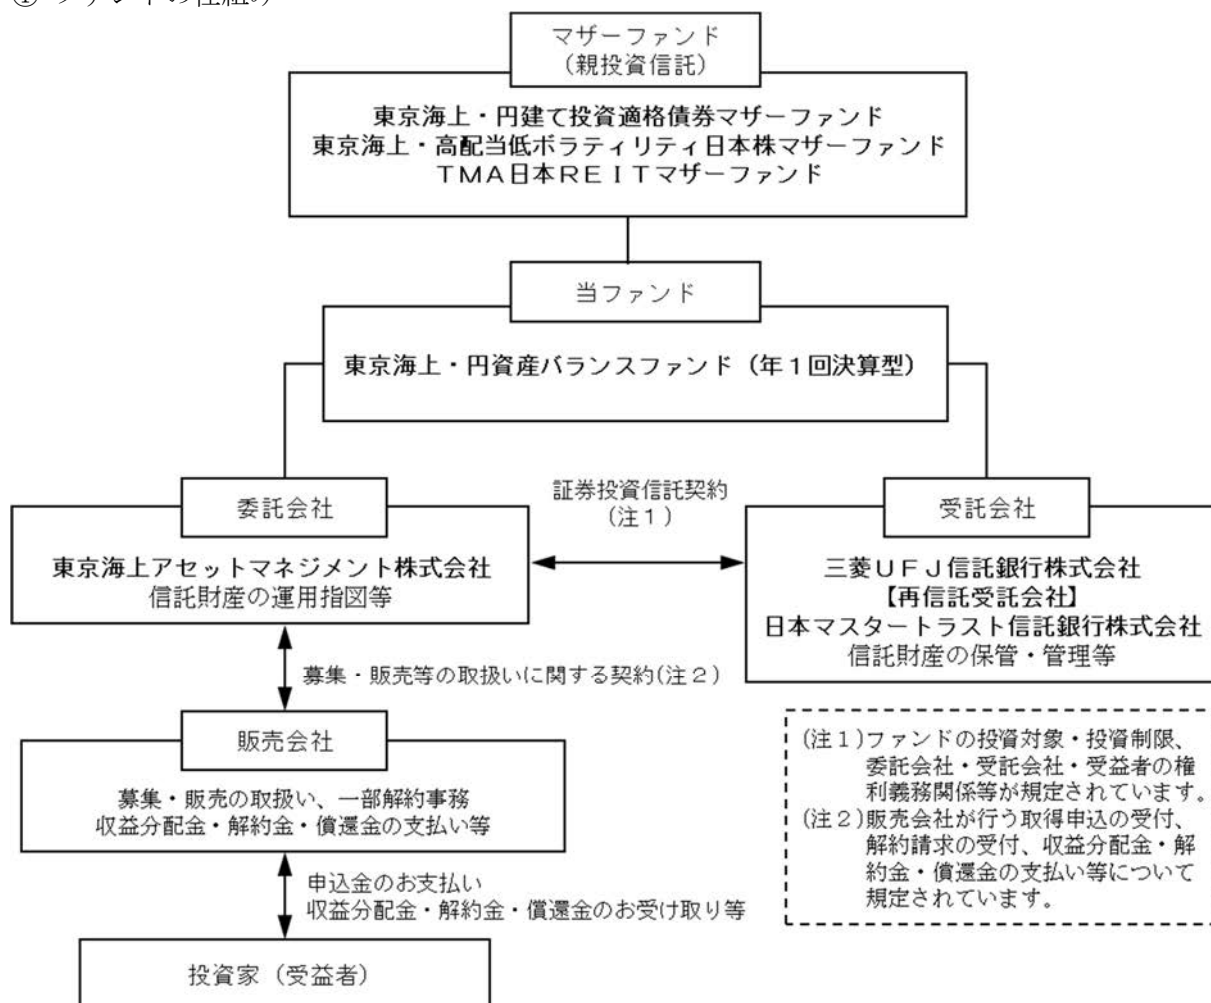 ① ファンドの仕組み
マザーファンド
(親投資信託)
東京海上・円建て投資適格債券マザーファンド
東京海上・高配当低ボラティリティ日本株マザーファンド
TMA日本REITマザーファンド
当ファンド
東京海上・円資産バランスファンド(年1回決算型)
委託会社
東京海上アセットマネジメント株式会社
信託財産の運用指図等
証券投資信託契約
(注1)
受託会社
三菱UFJ信託銀行株式会社
【再信託受託会社】
日本マスタートラスト信託銀行株式会社
信託財産の保管・管理等
募集・販売等の取扱いに関する契約(注2)
販売会社
募集・販売の取扱い、一部解約事務
収益分配金・解約金・償還金の支払い等
申込金のお支払い
収益分配金・解約金・償還金のお受け取り等
投資家(受益者)
(注1)ファンドの投資対象・投資制限、
委託会社・受託会社・受益者の権
利義務関係等が規定されています。
(注2)販売会社が行う取得申込の受付、
解約請求の受付、収益分配金・解
約金・償還金の支払い等について
規定されています。